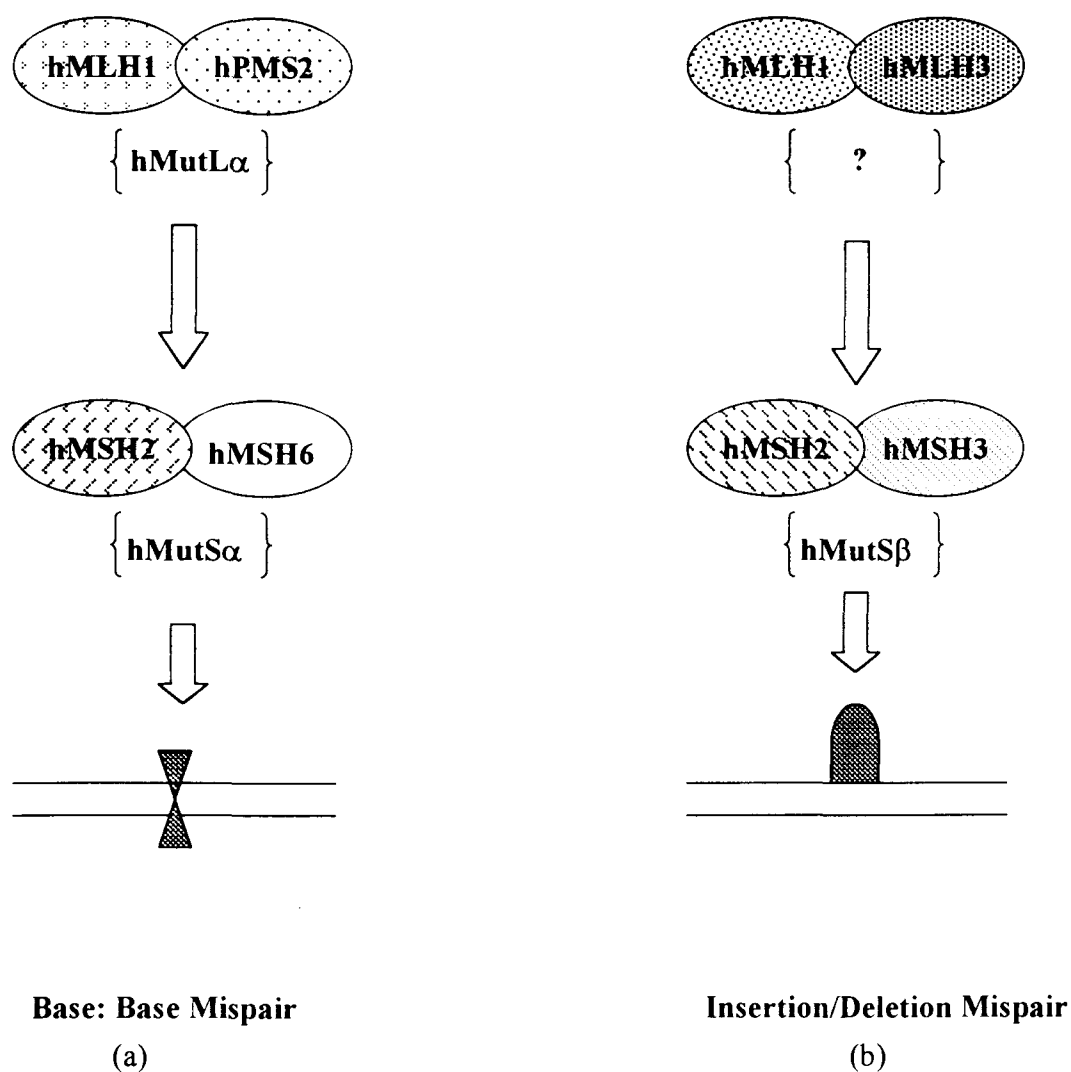 hMLH1 hPMS2
{ hMutLα }
hMSH2 hMSH6
{ hMutSα }
Base: Base Mispair
(a)
hMLH1 hMLH3
{ ? }
hMSH2 hMSH3
{ hMutSβ }
Insertion/Deletion Mispair
(b)